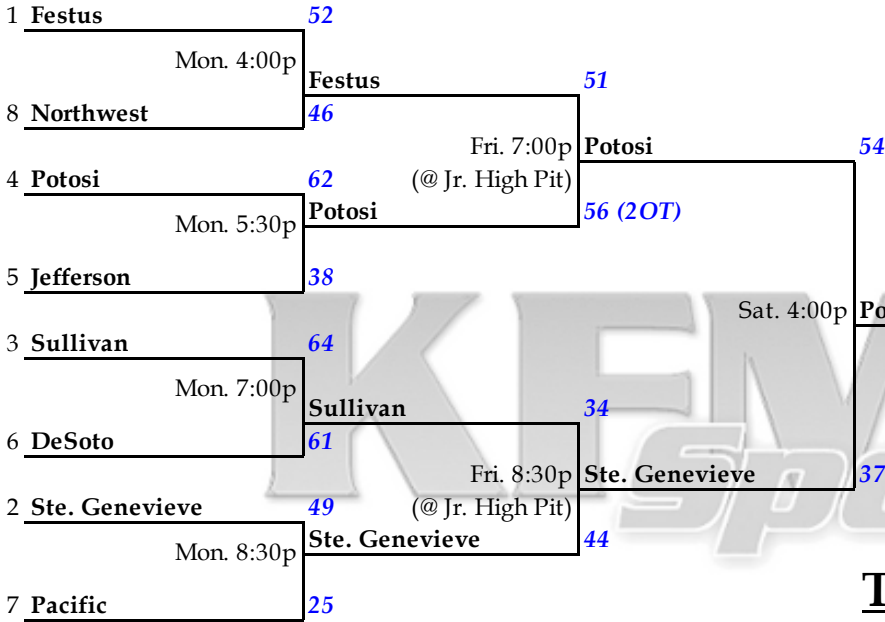 1 Festus 52
Mon. 4:00p
Festus 51
8 Northwest 46
Fri. 7:00p Potosi 54
4 Potosi 62 (@ Jr. High Pit)
Mon. 5:30p Potosi 56 (2OT)
5 Jefferson 38
Sat. 4:00p Po
3 Sullivan 64
Mon. 7:00p
Sullivan 34
6 DeSoto 61
Fri. 8:30p Ste. Genevieve 37
2 Ste. Genevieve 49 (@ Jr. High Pit)
Mon. 8:30p Ste. Genevieve 44
7 Pacific 25
KFM
Spo
T